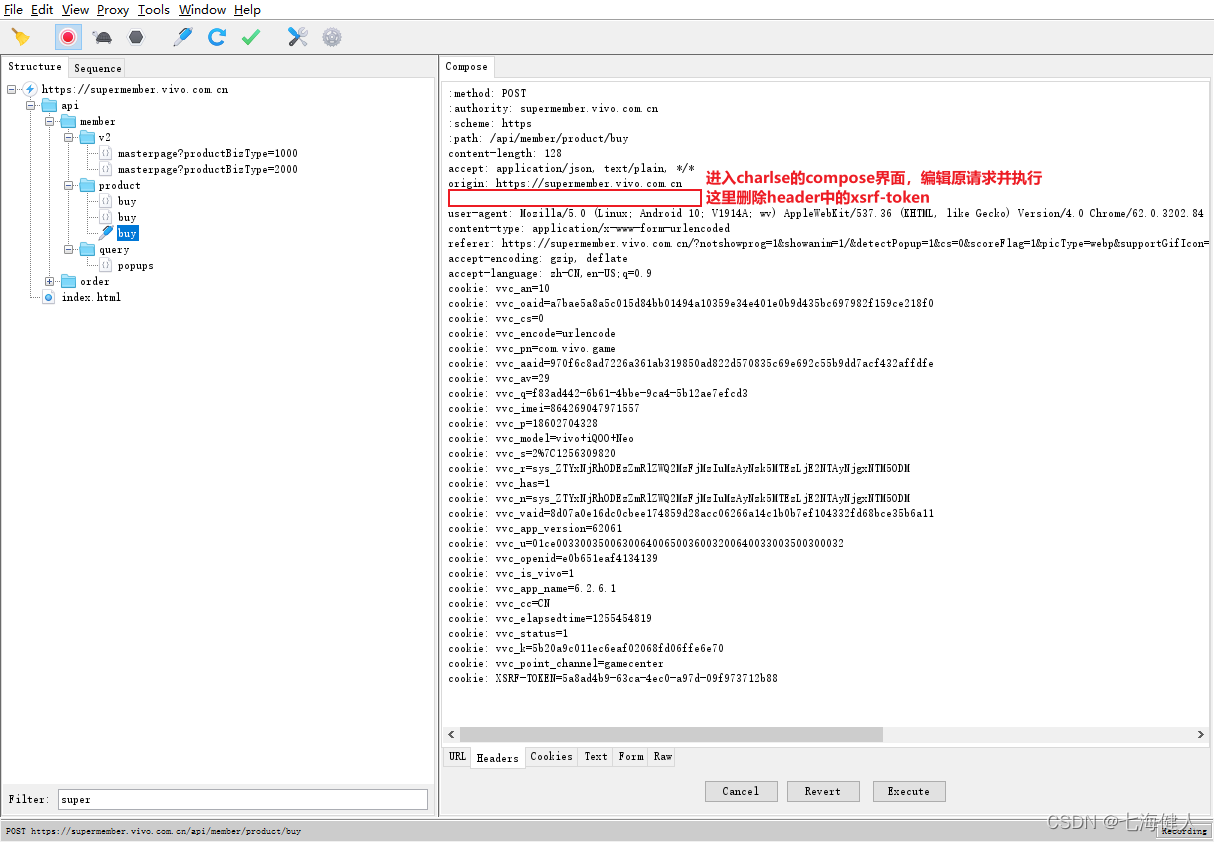 File Edit View Proxy Tools Window Help
Structure Sequence
https://supermember.vivo.com.cn
api
member
v2
masterpage?productBizType=1000
masterpage?productBizType=2000
product
buy
buy
buy
query
popups
order
index.html
Filter: super
Compose
:method: POST
:authority: supermember.vivo.com.cn
:scheme: https
:path: /api/member/product/buy
content-length: 128
accept: application/json, text/plain, */*
origin: https://supermember.vivo.com.cn
进入charlse的compose界面，编辑原请求并执行
这里删除header中的xsrf-token
user-agent: Mozilla/5.0 (Linux; Android 10; V1914A; wv) AppleWebKit/537.36 (KHTML, like Gecko) Version/4.0 Chrome/62.0.3202.84
content-type: application/x-www-form-urlencoded
referer: https://supermember.vivo.com.cn/?notshowprog=1&showanim=1/&detectPopup=1&cs=0&scoreFlag=1&picType=webp&supportGifIcon=
accept-encoding: gzip, deflate
accept-language: zh-CN,en-US;q=0.9
cookie: vvc_an=10
cookie: vvc_oaid=a7bae5a8a5c015d84bb01494a10359e34e401e0b9d435bc697982f159ce218f0
cookie: vvc_cs=0
cookie: vvc_encode=urlencode
cookie: vvc_pn=com.vivo.game
cookie: vvc_aaid=970f6c8ad7226a361ab319850ad822d570835c69e692c55b9dd7acf432affdfe
cookie: vvc_av=29
cookie: vvc_q=f83ad442-6b61-4bbe-9ca4-5b12ae7efcd3
cookie: vvc_imei=864269047971557
cookie: vvc_p=18602704328
cookie: vvc_model=vivo+iQOO+Neo
cookie: vvc_s=2%7C1256309820
cookie: vvc_r=sys_ZTYxNjRhODEzZmRlZWQ2MzFjMzIuMzAyNzk5MTEzLjE2NTAyNjgxNTM5ODM
cookie: vvc_has=1
cookie: vvc_n=sys_ZTYxNjRhODEzZmRlZWQ2MzFjMzIuMzAyNzk5MTEzLjE2NTAyNjgxNTM5ODM
cookie: vvc_vaid=8d07a0e16dc0cbee174859d28acc06266a14c1b0b7ef104332fd68bce35b6a11
cookie: vvc_app_version=62061
cookie: vvc_u=01ce003300350063006400650036003200640033003500300032
cookie: vvc_openid=e0b651eaf4134139
cookie: vvc_is_vivo=1
cookie: vvc_app_name=6.2.6.1
cookie: vvc_cc=CN
cookie: vvc_elapsedtime=1255454819
cookie: vvc_status=1
cookie: vvc_k=5b20a9c011ec6eaf02068fd06ffe6e70
cookie: vvc_point_channel=gamecenter
cookie: XSRF-TOKEN=5a8ad4b9-63ca-4ec0-a97d-09f973712b88
URL Headers Cookies Text Form Raw
Cancel Revert Execute
POST https://supermember.vivo.com.cn/api/member/product/buy
Recording
CSDN @七海健人